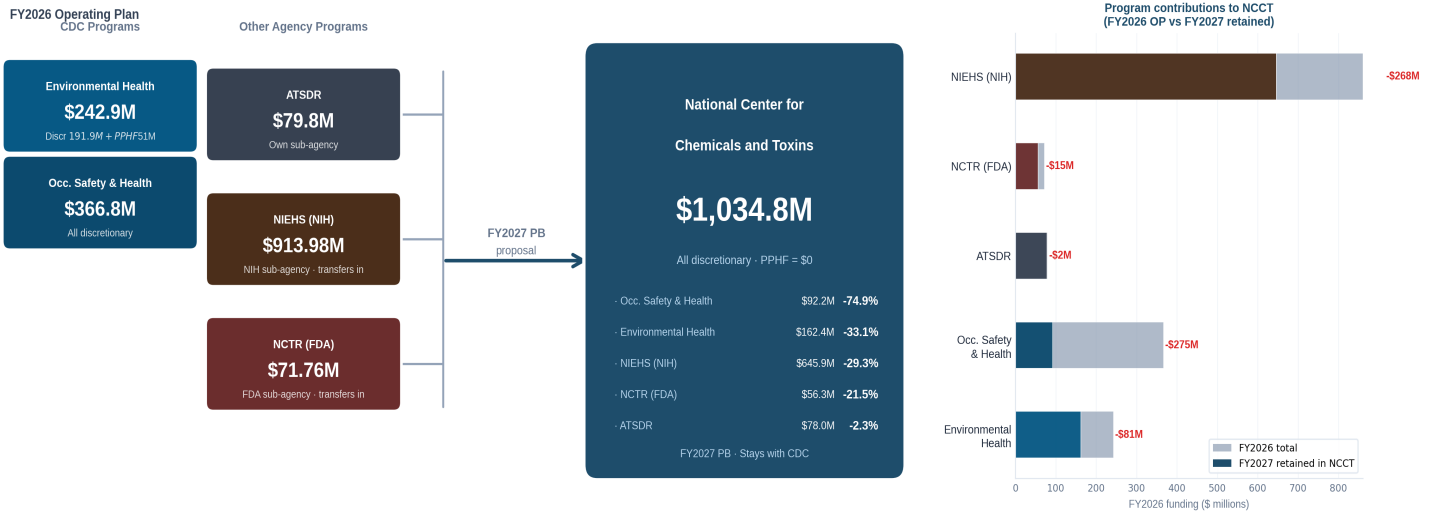 FY2026 Operating Plan
CDC Programs
Other Agency Programs
Environmental Health
$242.9M
Discr 191.9M + PPHF51M
Occ. Safety & Health
$366.8M
All discretionary
ATSDR
$79.8M
Own sub-agency
NIEHS (NIH)
$913.98M
NIH sub-agency · transfers in
NCTR (FDA)
$71.76M
FDA sub-agency · transfers in
FY2027 PB
proposal
National Center for
Chemicals and Toxins
$1,034.8M
All discretionary · PPHF = $0
· Occ. Safety & Health $92.2M -74.9%
· Environmental Health $162.4M -33.1%
· NIEHS (NIH) $645.9M -29.3%
· NCTR (FDA) $56.3M -21.5%
· ATSDR $78.0M -2.3%
FY2027 PB · Stays with CDC
Program contributions to NCCT
(FY2026 OP vs FY2027 retained)
NIEHS (NIH)
-$268M
NCTR (FDA)
-$15M
ATSDR
-$2M
Occ. Safety
& Health
-$275M
Environmental
Health
-$81M
FY2026 total
FY2027 retained in NCCT
0 100 200 300 400 500 600 700 800
FY2026 funding ($ millions)